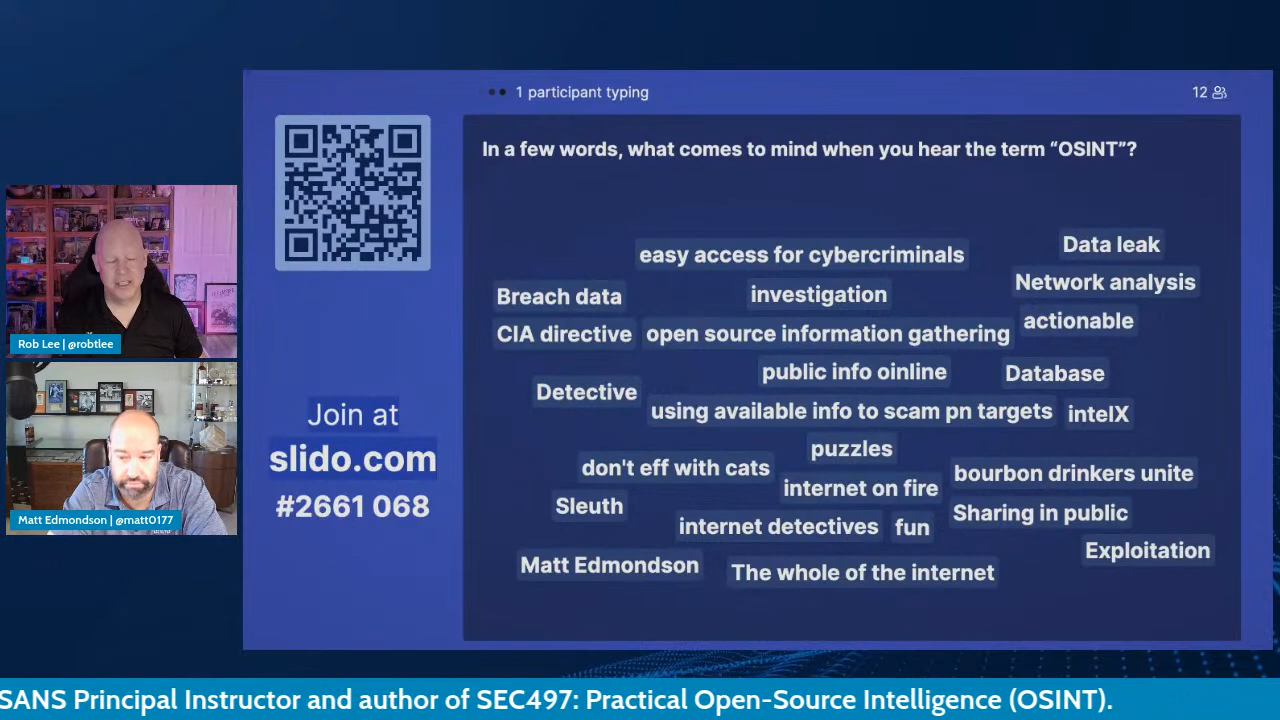 1 participant typing
12
In a few words, what comes to mind when you hear the term “OSINT”?
easy access for cybercriminals
Data leak
Breach data
investigation
Network analysis
CIA directive
open source information gathering
actionable
public info oinline
Database
Detective
using available info to scam pn targets
intelX
puzzles
don't eff with cats
internet on fire
bourbon drinkers unite
Sleuth
internet detectives
fun
Sharing in public
Matt Edmondson
The whole of the internet
Exploitation
Join at
slido.com
#2661 068
Rob Lee | @robtlee
Matt Edmondson | @matt0177
SANS Principal Instructor and author of SEC497: Practical Open-Source Intelligence (OSINT).